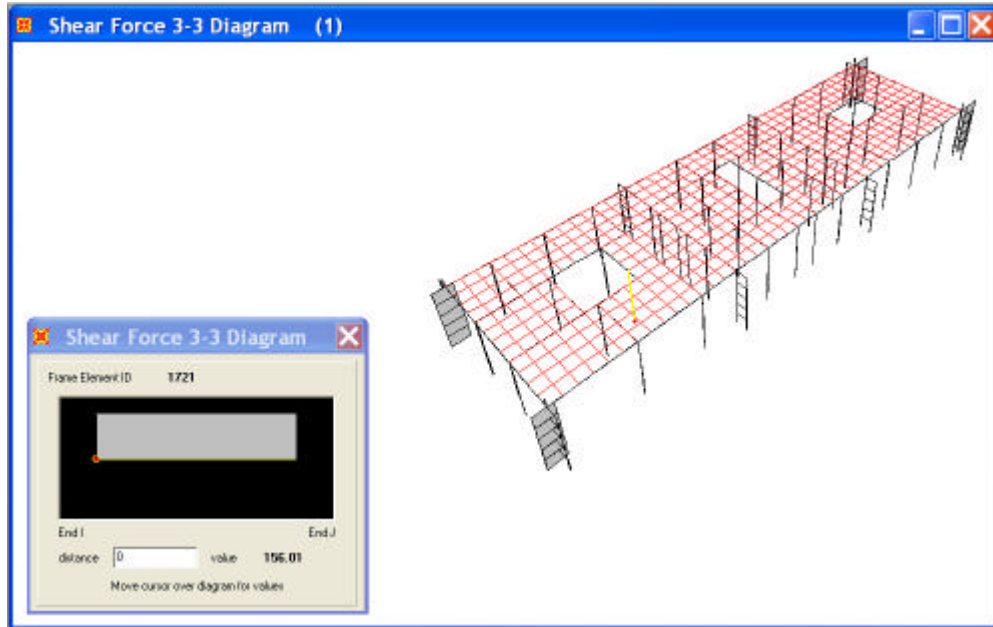 Shear Force 3-3 Diagram (1)
Shear Force 3-3 Diagram
Frame Element ID 1721
End I End J
distance 0 value 156.01
Move cursor over diagram for values